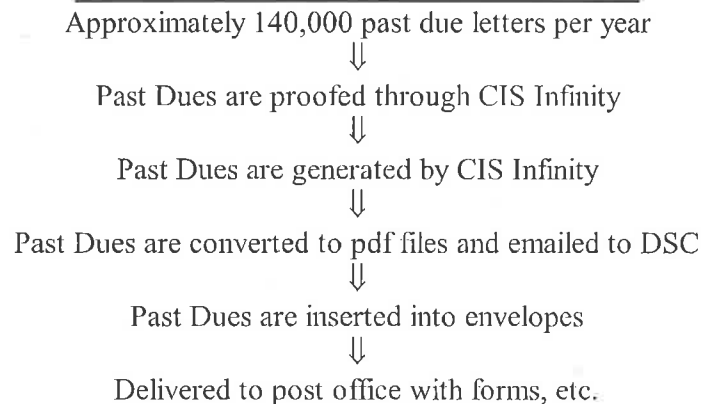 Approximately 140,000 past due letters per year
⇓
Past Dues are proofed through CIS Infinity
⇓
Past Dues are generated by CIS Infinity
⇓
Past Dues are converted to pdf files and emailed to DSC
⇓
Past Dues are inserted into envelopes
⇓
Delivered to post office with forms, etc.